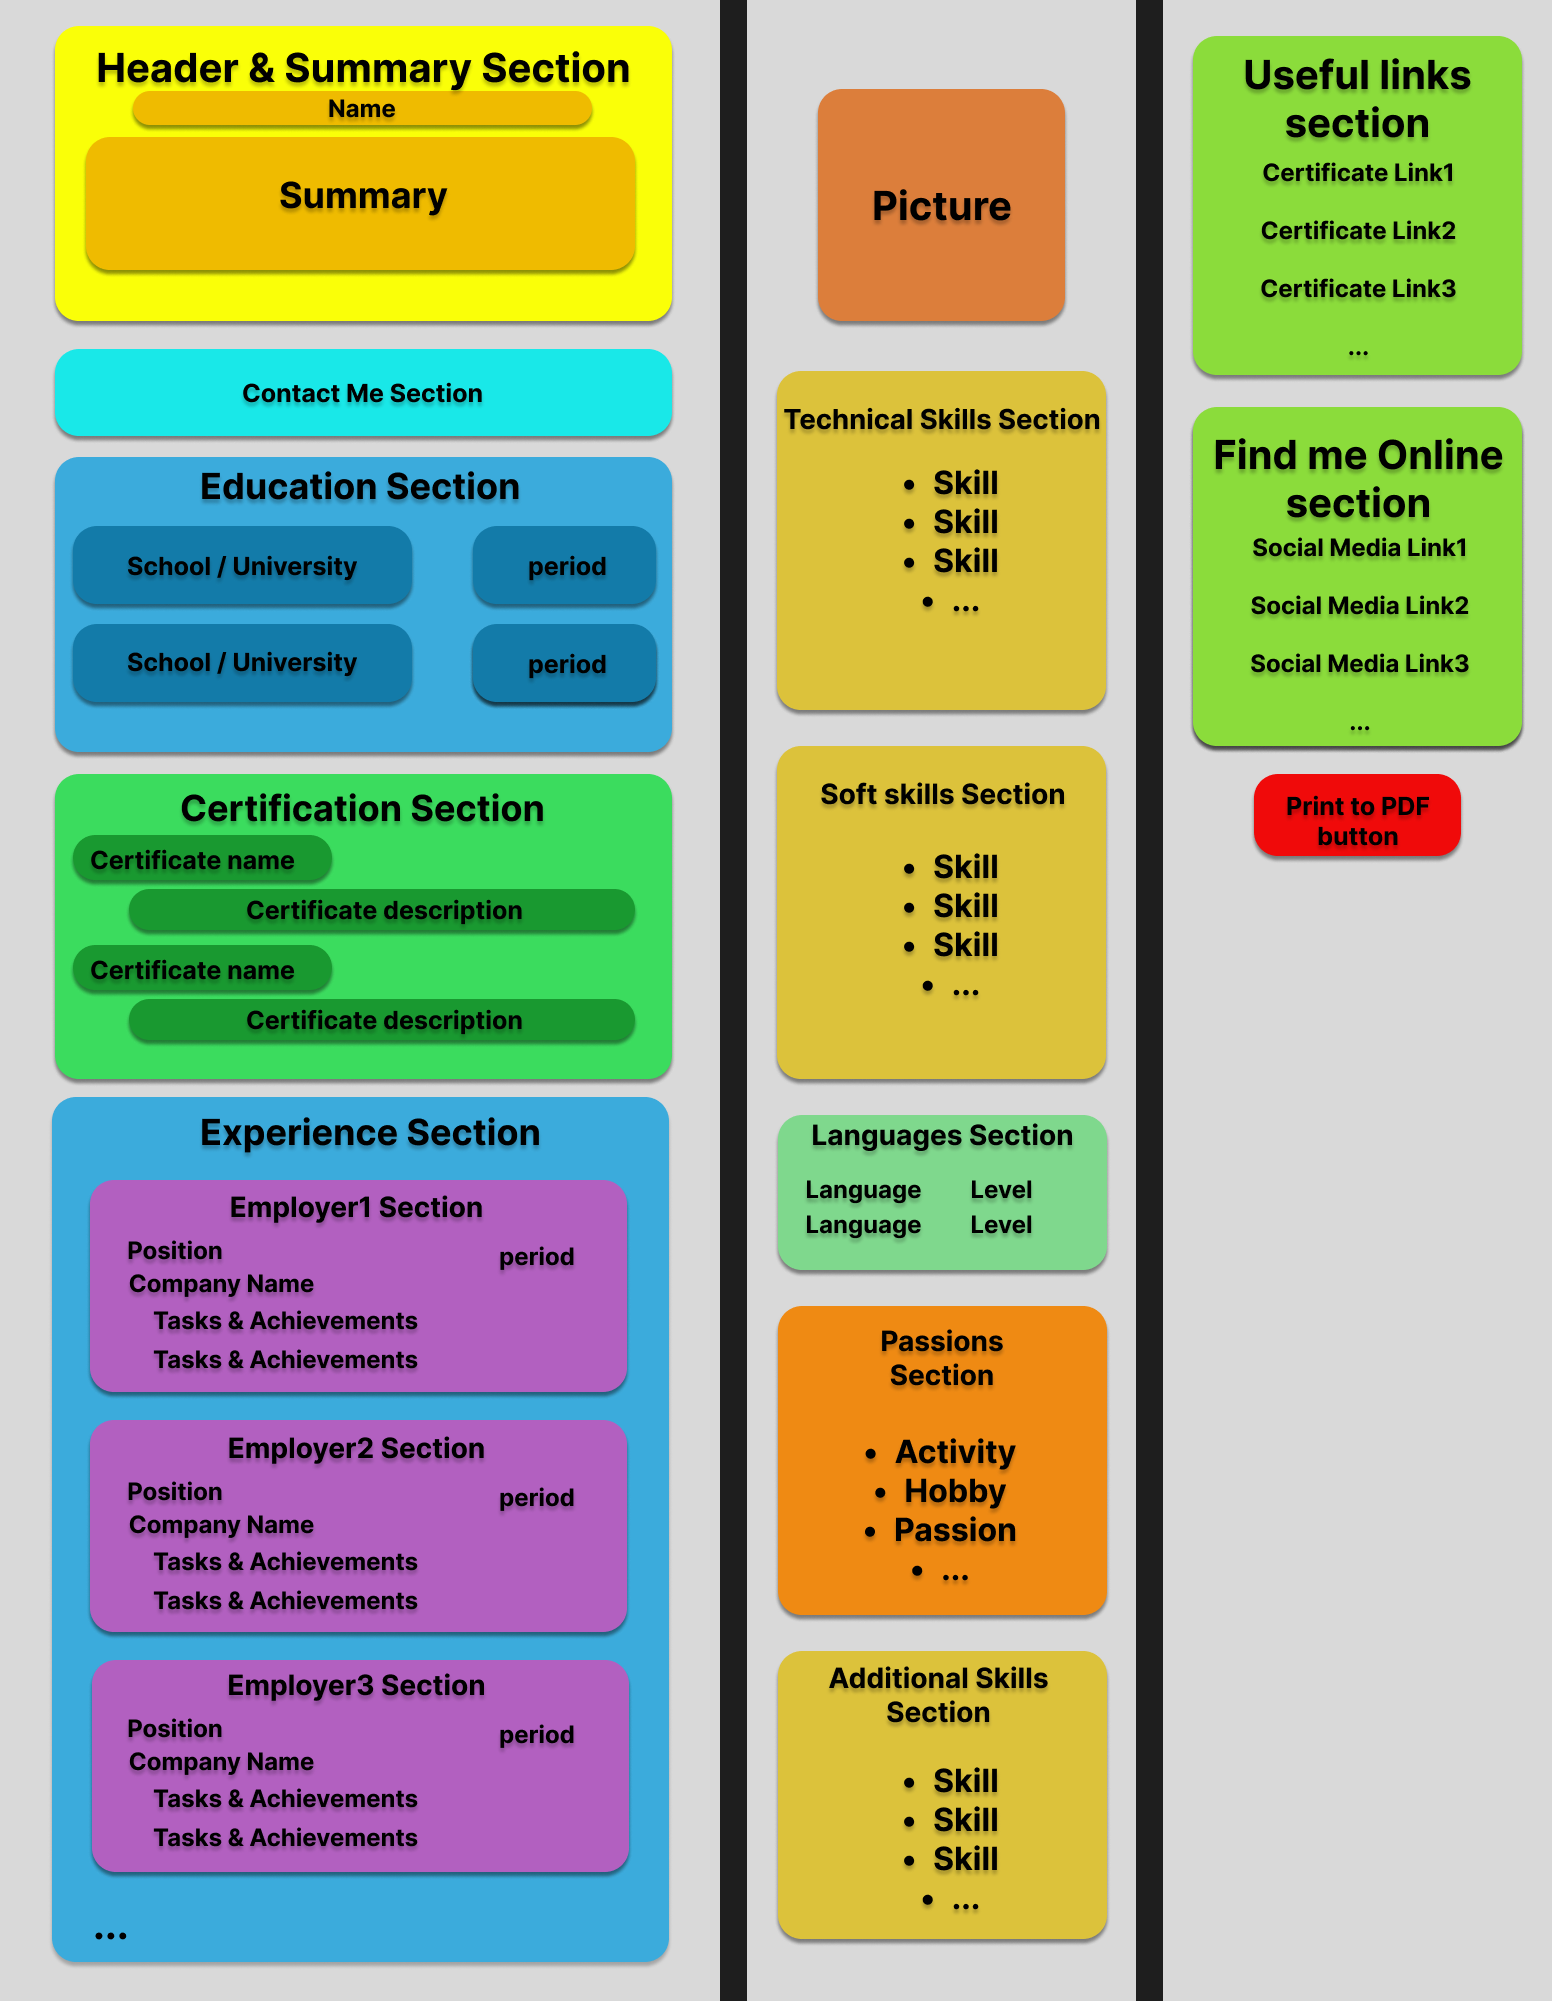 Header & Summary Section
Name
Summary
Contact Me Section
Education Section
School / University
period
School / University
period
Certification Section
Certificate name
Certificate description
Certificate name
Certificate description
Experience Section
Employer1 Section
Position
period
Company Name
Tasks & Achievements
Tasks & Achievements
Employer2 Section
Position
period
Company Name
Tasks & Achievements
Tasks & Achievements
Employer3 Section
Position
period
Company Name
Tasks & Achievements
Tasks & Achievements
...
Picture
Technical Skills Section
• Skill
• Skill
• Skill
• ...
Soft skills Section
• Skill
• Skill
• Skill
• ...
Languages Section
Language Level
Language Level
Passions
Section
• Activity
• Hobby
• Passion
• ...
Additional Skills
Section
• Skill
• Skill
• Skill
• ...
Useful links
section
Certificate Link1
Certificate Link2
Certificate Link3
...
Find me Online
section
Social Media Link1
Social Media Link2
Social Media Link3
...
Print to PDF
button